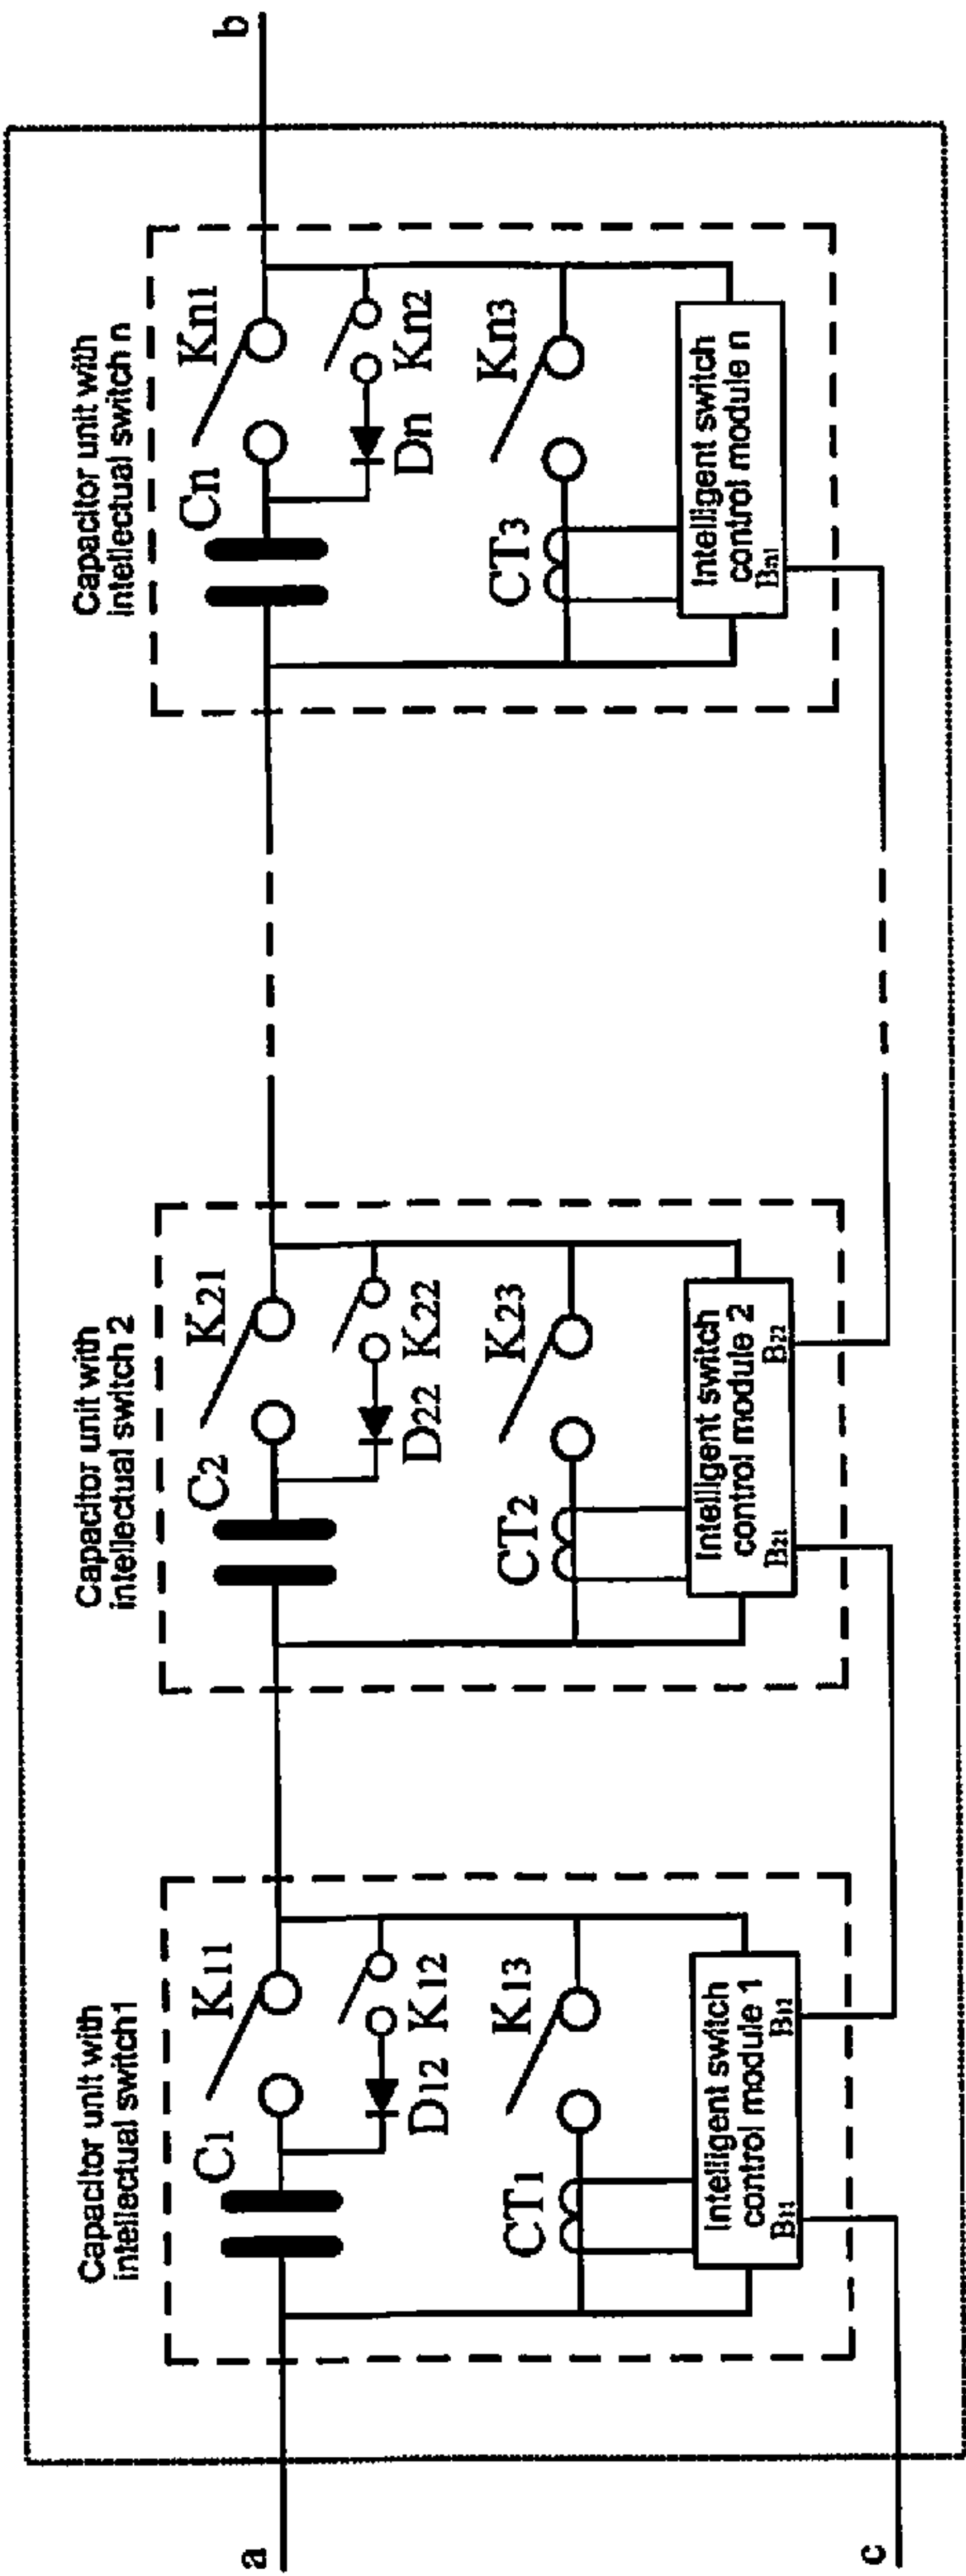 Capacitor unit with
intellectual switch1
Capacitor unit with
intellectual switch 2
Capacitor unit with
intellectual switch n
a
b
c
C1
K11
D12
K12
CT1
K13
Intelligent switch
control module 1
B11
B12
C2
K21
D22
K22
CT2
K23
Intelligent switch
control module 2
B21
B22
Cn
Kn1
Dn
Kn2
CT3
Kn3
Intelligent switch
control module n
Bn1